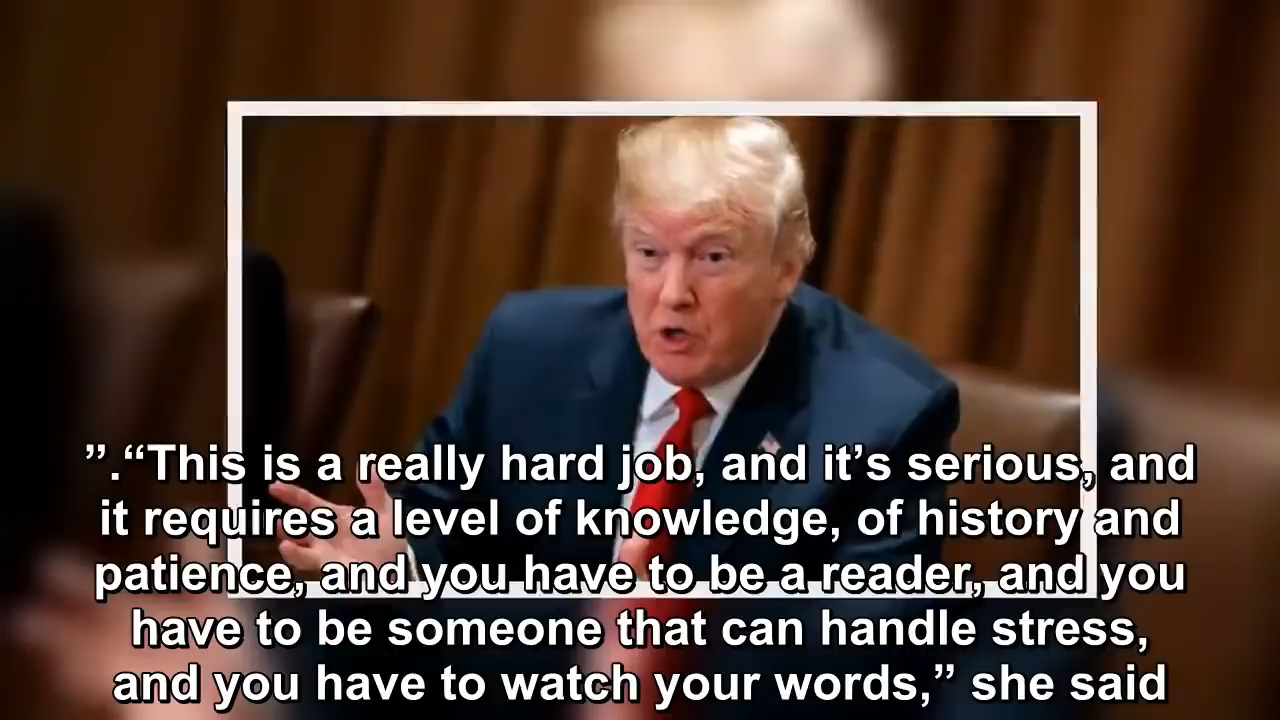 ”.“This is a really hard job, and it’s serious, and
it requires a level of knowledge, of history and
patience, and you have to be a reader, and you
have to be someone that can handle stress,
and you have to watch your words,” she said